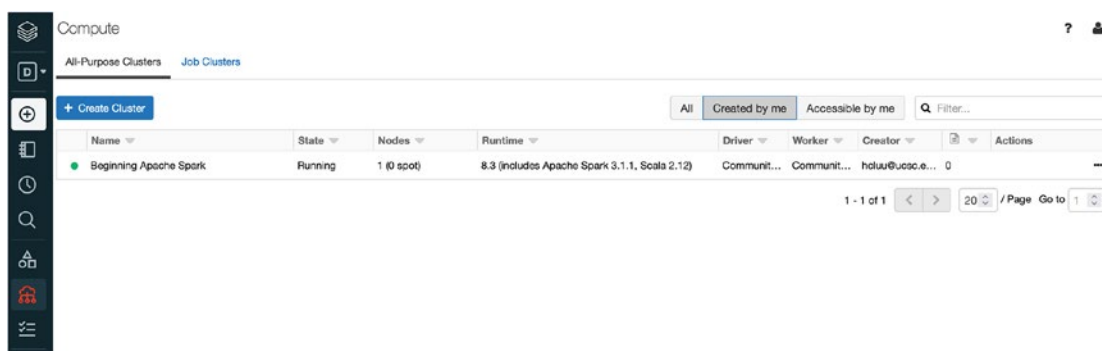 Compute
?
D
All-Purpose Clusters Job Clusters
+ Create Cluster All Created by me Accessible by me Filter...
Name State Nodes Runtime Driver Worker Creator Actions
Beginning Apache Spark Running 1 (0 spot) 8.3 (includes Apache Spark 3.1.1, Scala 2.12) Communit... Communit... hcluu@ucsc.e... 0 ...
1 - 1 of 1 < > 20 / Page Go to 1